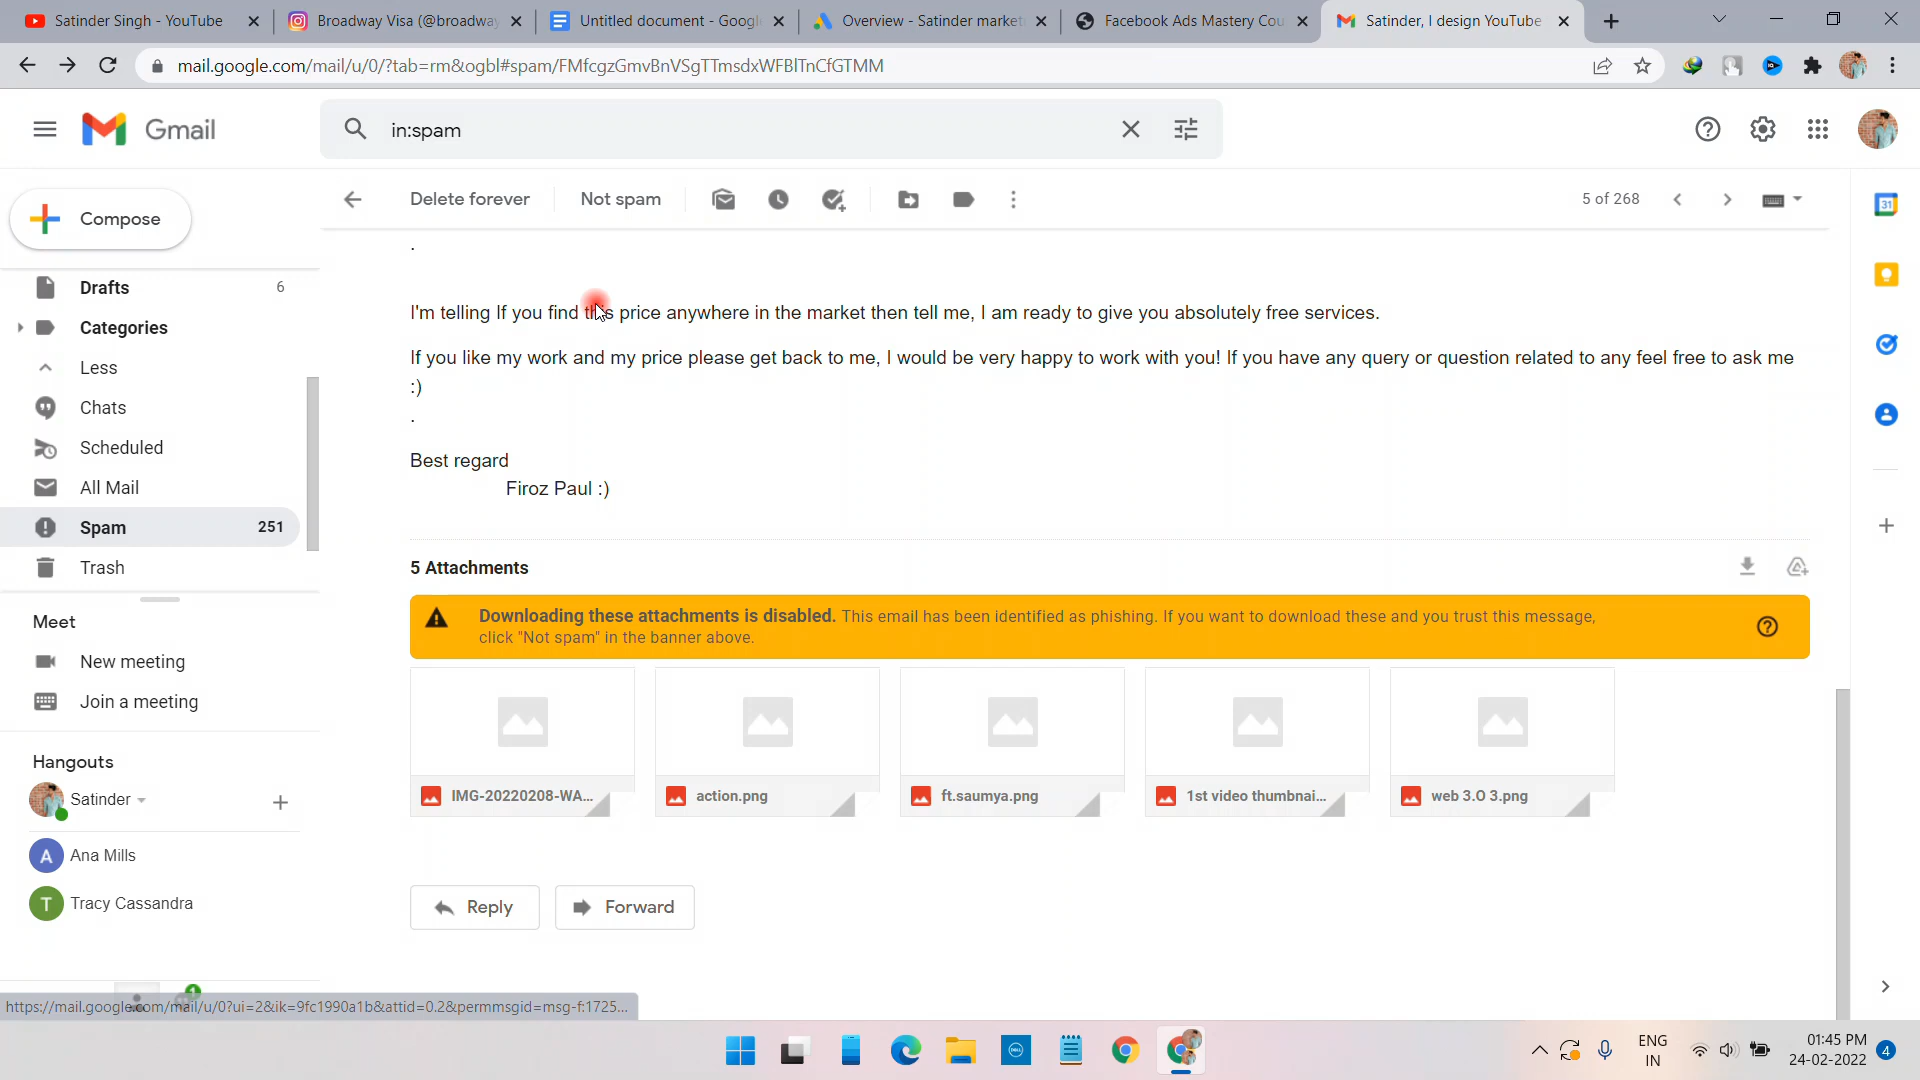 Satinder Singh - YouTube
Broadway Visa (@broadway
Untitled document - Googl
Overview - Satinder market
Facebook Ads Mastery Cou
Satinder, I design YouTube
mail.google.com/mail/u/0/?tab=rm&ogbl#spam/FMfcgzGmvBnVSgTTmsdxWFBlTnCfGTMM
Gmail
in:spam
Compose
Delete forever
Not spam
5 of 268
Drafts 6
Categories
Less
Chats
Scheduled
All Mail
Spam 251
Trash
Meet
New meeting
Join a meeting
Hangouts
Satinder
A Ana Mills
T Tracy Cassandra
.
I'm telling If you find this price anywhere in the market then tell me, I am ready to give you absolutely free services.
If you like my work and my price please get back to me, I would be very happy to work with you! If you have any query or question related to any feel free to ask me
:)
.
Best regard
Firoz Paul :)
5 Attachments
Downloading these attachments is disabled. This email has been identified as phishing. If you want to download these and you trust this message,
click "Not spam" in the banner above.
IMG-20220208-WA...
action.png
ft.saumya.png
1st video thumbnai...
web 3.O 3.png
Reply
Forward
31
1
https://mail.google.com/mail/u/0?ui=2&ik=9fc1990a1b&attid=0.2&permmsgid=msg-f:1725...
DELL
ENG
IN
01:45 PM
24-02-2022
4